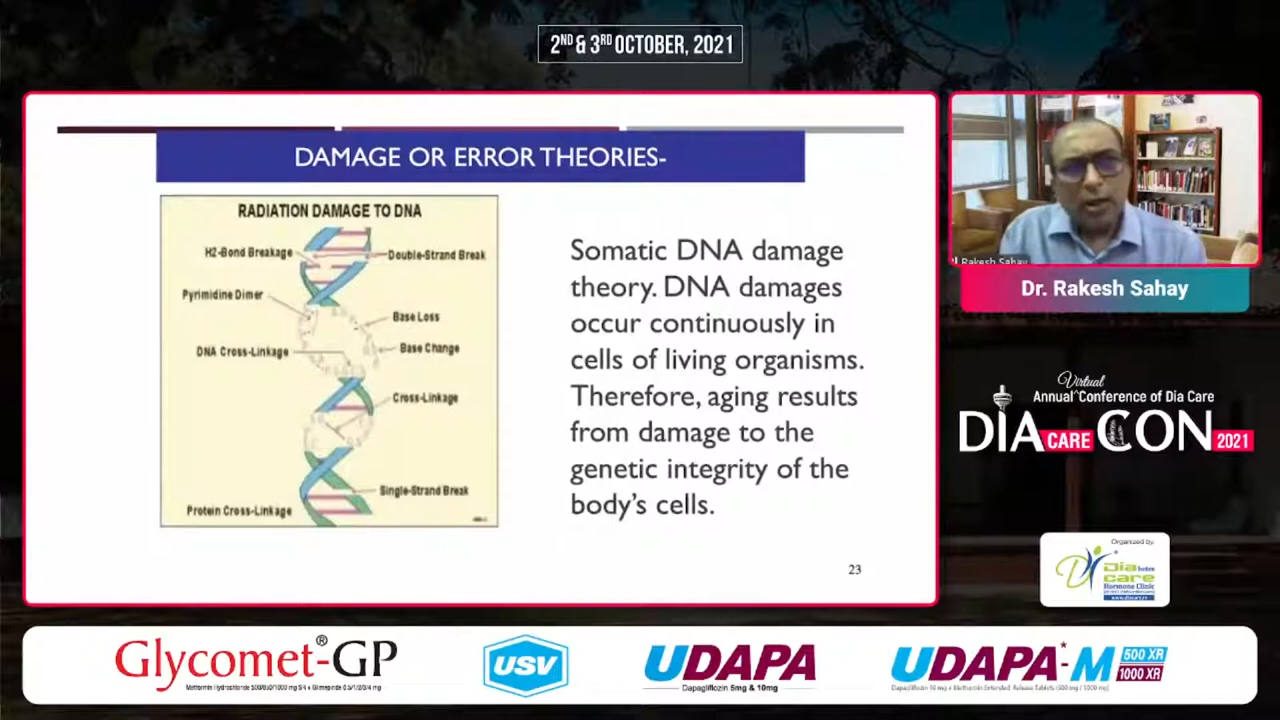 2ND & 3RD OCTOBER, 2021
DAMAGE OR ERROR THEORIES-
RADIATION DAMAGE TO DNA
H2-Bond Breakage
Double-Strand Break
Pyrimidine Dimer
Base Loss
DNA Cross-Linkage
Base Change
Cross-Linkage
Single-Strand Break
Protein Cross-Linkage
Somatic DNA damage
theory. DNA damages
occur continuously in
cells of living organisms.
Therefore, aging results
from damage to the
genetic integrity of the
body's cells.
23
Rakesh Sahay
Dr. Rakesh Sahay
Virtual
Annual ^ Conference of Dia Care
DIA CARE CON 2021
Organized by:
Diabetes
care
Hormone Clinic
Glycomet®-GP
Metformin Hydrochloride 500/850/1000 mg SR + Glimepiride 0.5/1/2/3/4 mg
USV
UDAPA
Dapagliflozin 5mg & 10mg
UDAPA*-M 500 XR
1000 XR
Dapagliflozin 10 mg + Metformin Extended Release Tablets (500 mg / 1000 mg)